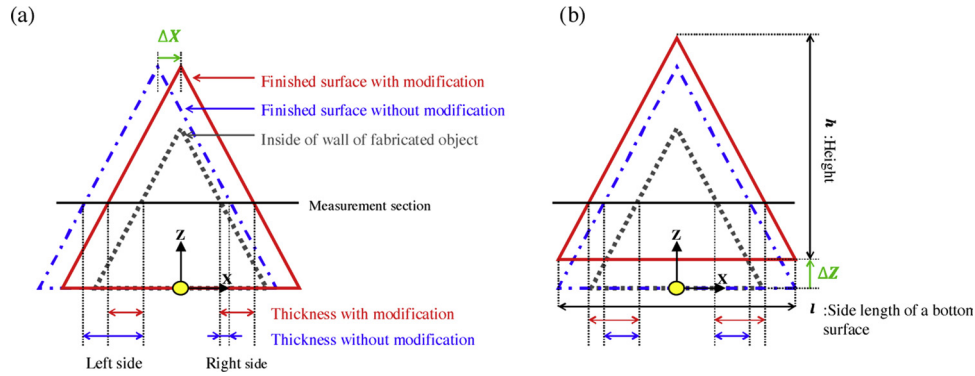 (a)
ΔX
Finished surface with modification
Finished surface without modification
Inside of wall of fabricated object
Measurement section
Z
X
Thickness with modification
Thickness without modification
Left side
Right side
(b)
h :Height
Z
X
ΔZ
l :Side length of a botton
surface